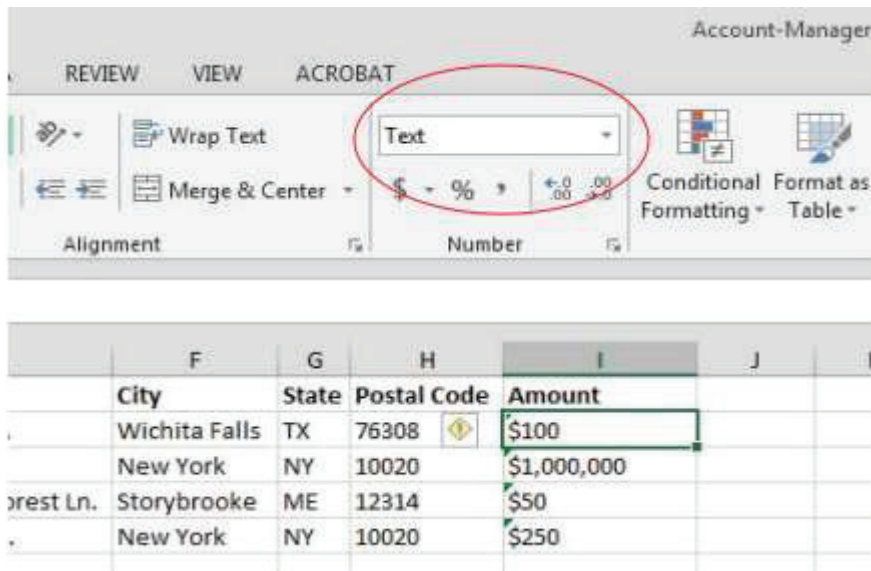 Account-Manager
REVIEW VIEW ACROBAT
Wrap Text Text
$ % , .0 .00 .00
Merge & Center Conditional Format as
Formatting Table
Alignment Number
F G H I J
City State Postal Code Amount
Wichita Falls TX 76308 $100
New York NY 10020 $1,000,000
orest Ln. Storybrooke ME 12314 $50
. New York NY 10020 $250